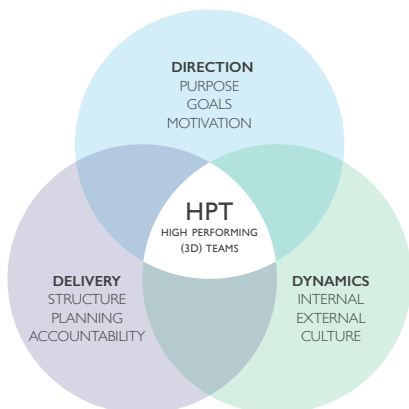 DIRECTION
PURPOSE
GOALS
MOTIVATION
HPT
HIGH PERFORMING
(3D) TEAMS
DELIVERY
STRUCTURE
PLANNING
ACCOUNTABILITY
DYNAMICS
INTERNAL
EXTERNAL
CULTURE